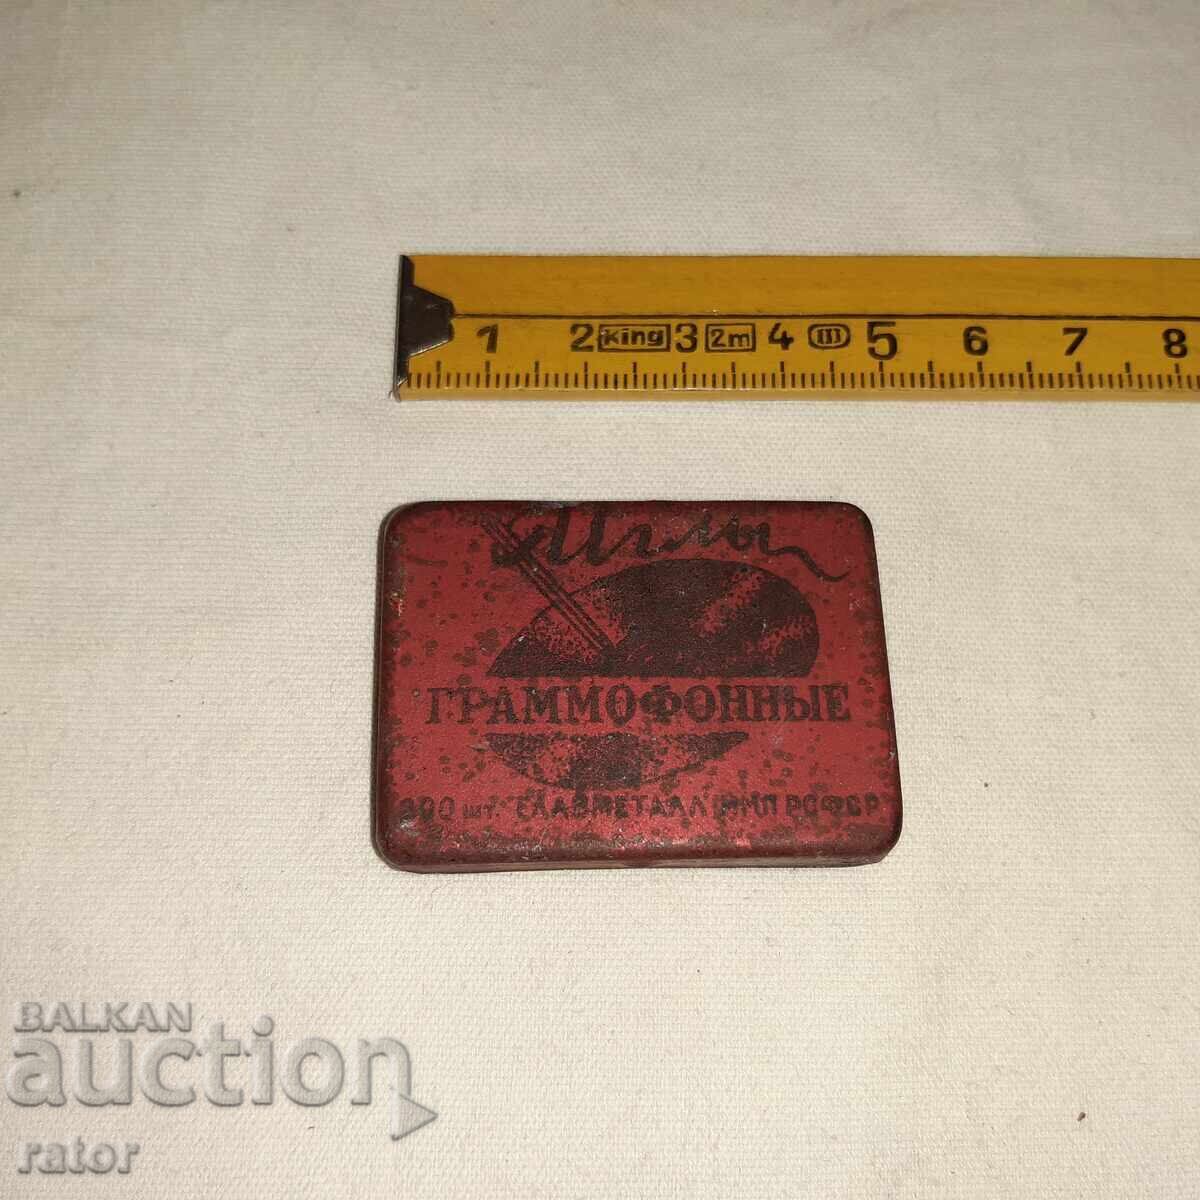 1 2 king 3 2m 4 III 5 6 7 8
Иглы
ГРАММОФОННЫЕ
200 шт. ГЛАВМЕТАЛЛ РСФСР
BALKAN
auction
rator